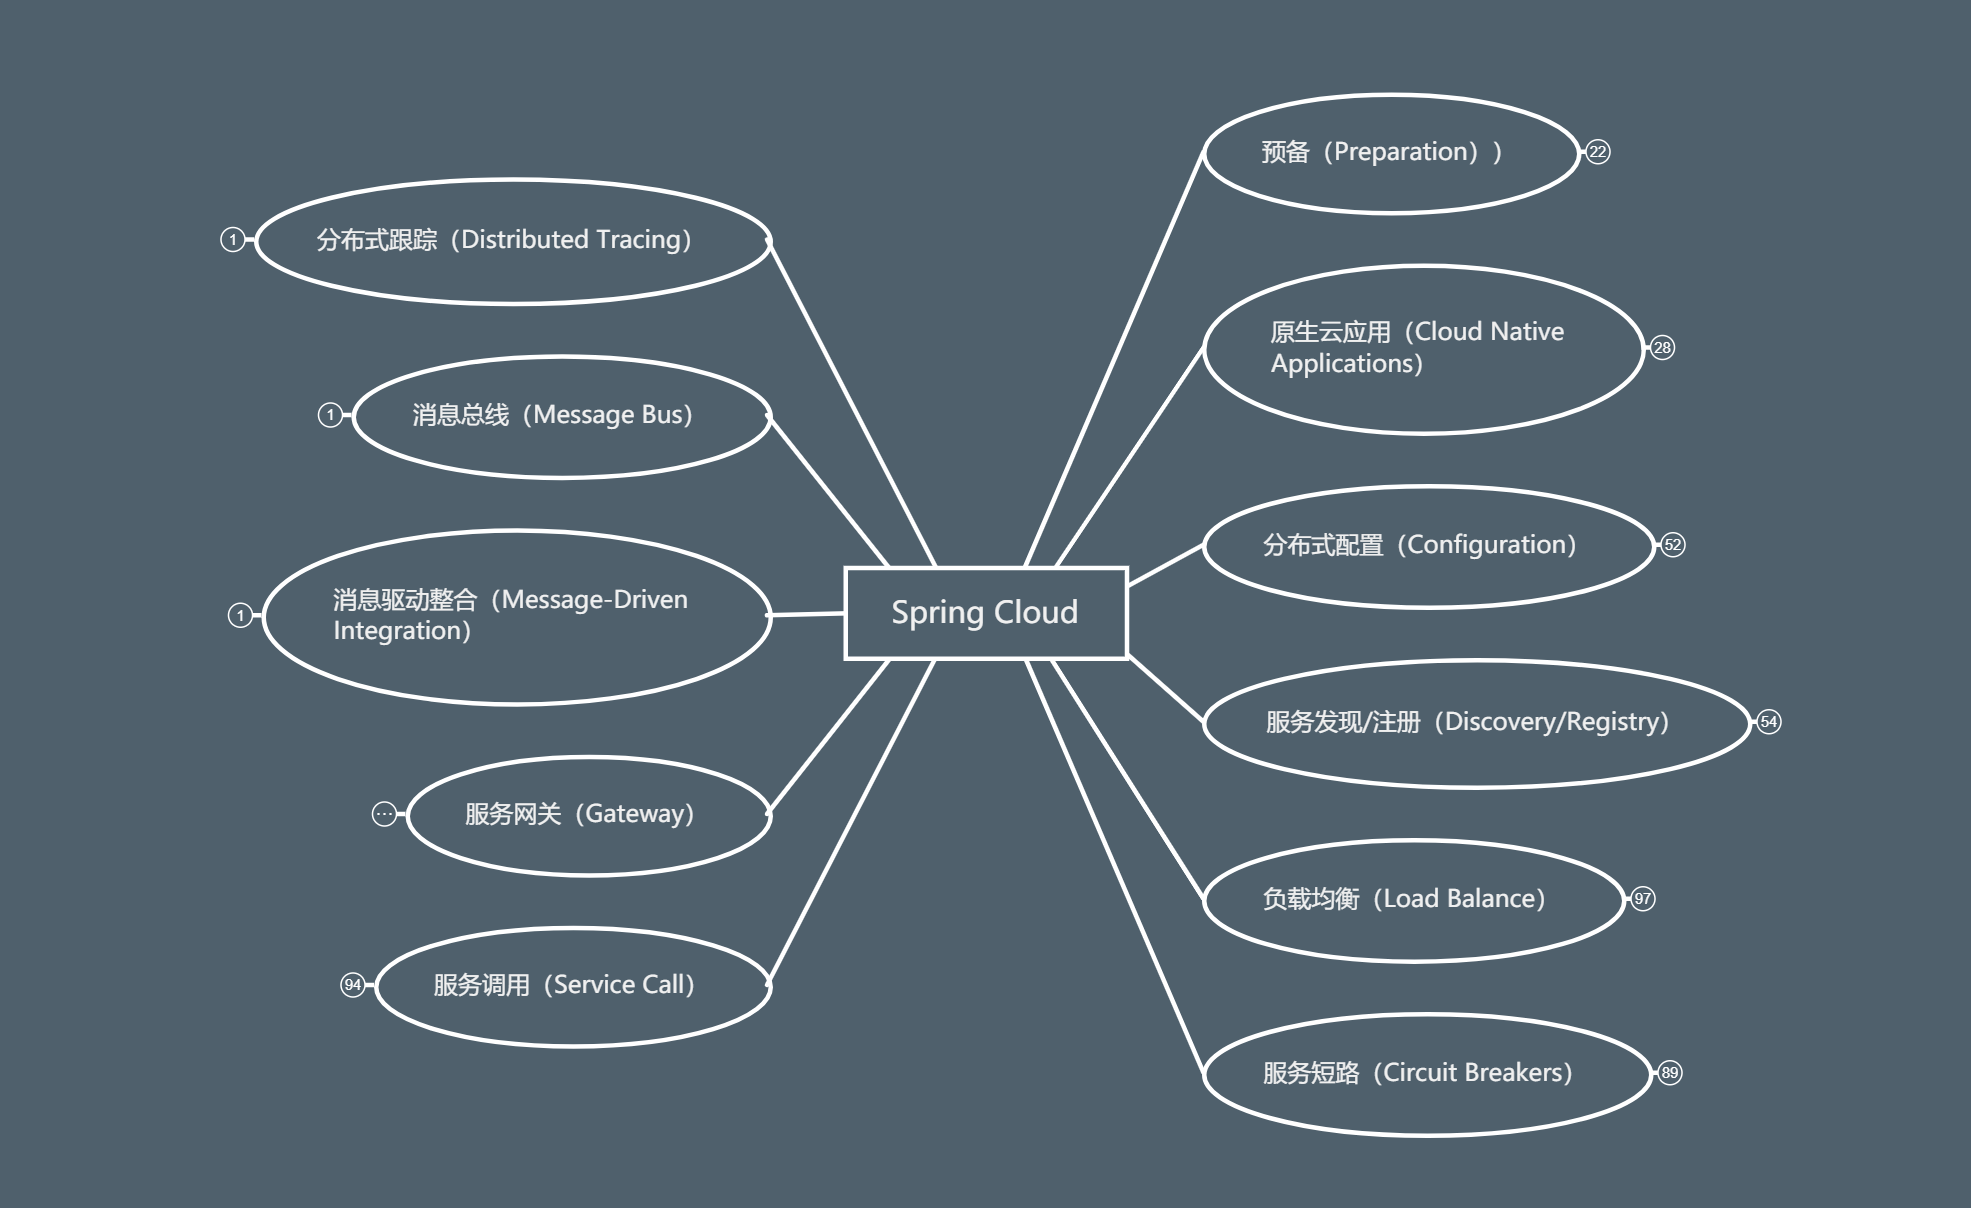 Spring Cloud
预备（Preparation））
22
原生云应用（Cloud Native
Applications）
28
分布式配置（Configuration）
52
服务发现/注册（Discovery/Registry）
54
负载均衡（Load Balance）
97
服务短路（Circuit Breakers）
89
分布式跟踪（Distributed Tracing）
1
消息总线（Message Bus）
1
消息驱动整合（Message-Driven
Integration）
1
服务网关（Gateway）
···
服务调用（Service Call）
94